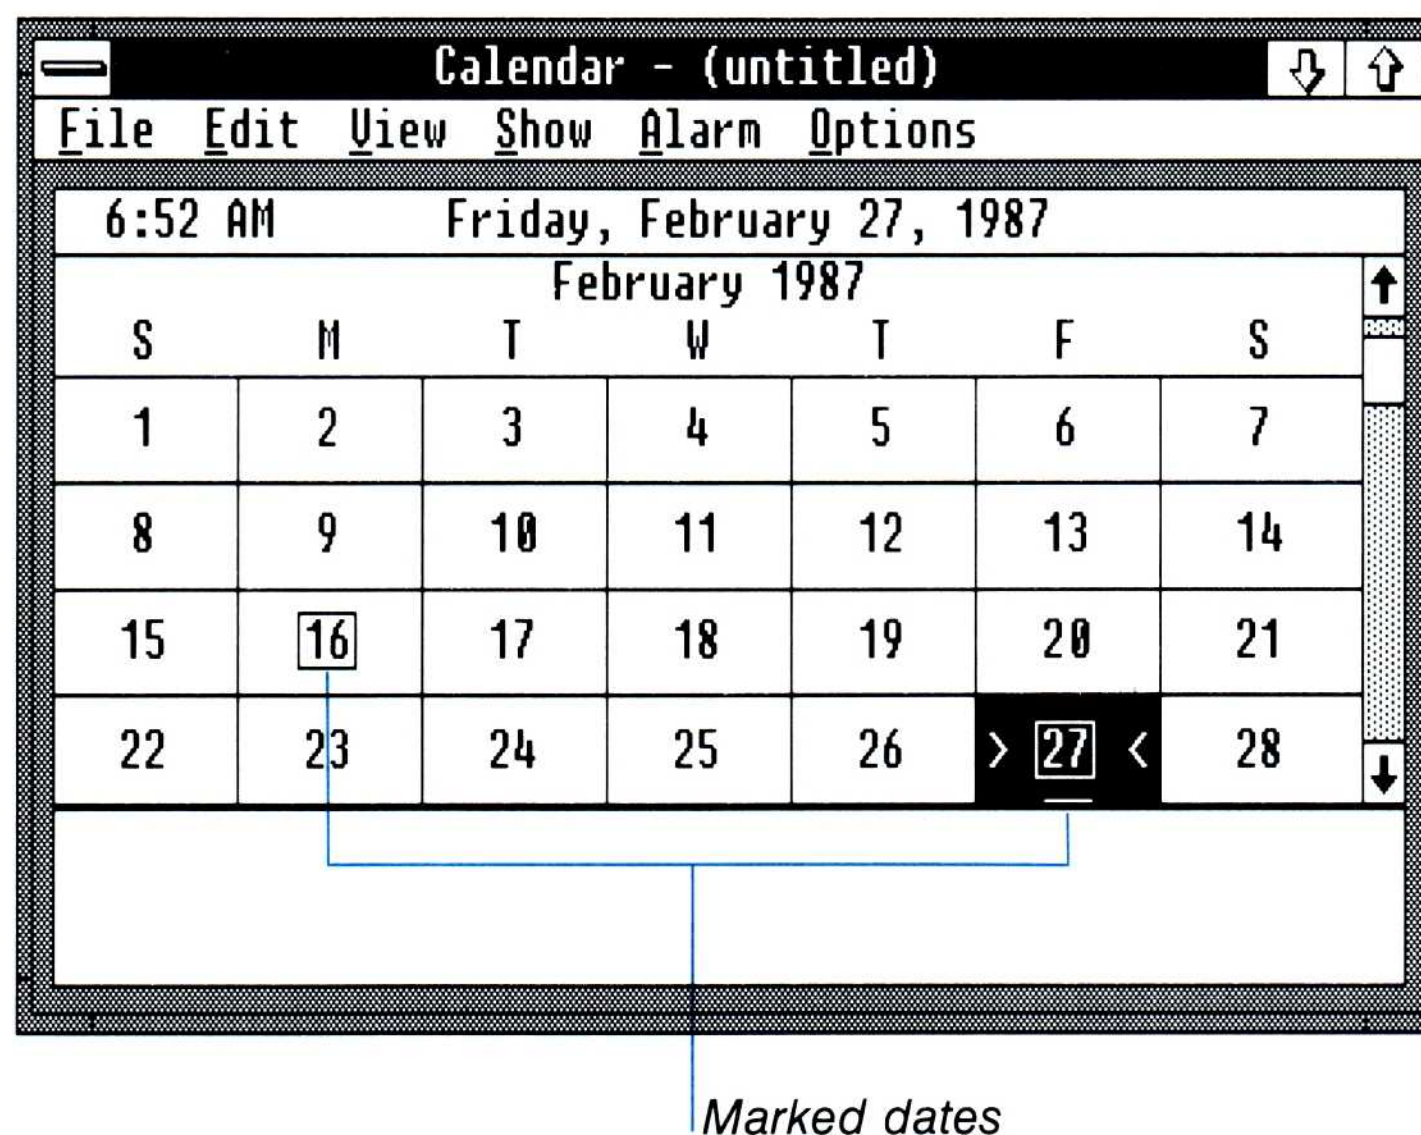 Calendar - (untitled)
File Edit View Show Alarm Options
6:52 AM Friday, February 27, 1987
February 1987
S M T W T F S
1 2 3 4 5 6 7
8 9 10 11 12 13 14
15 16 17 18 19 20 21
22 23 24 25 26 > 27 < 28
Marked dates